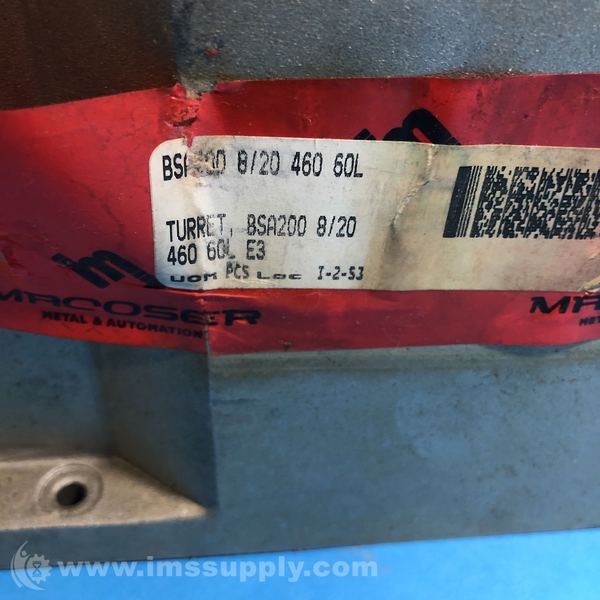 BSA200 8/20 460 60L
TURRET, BSA200 8/20
460 60L E3
UOM PCS Loc I-2-S3
MACOSER
METAL & AUTOMATION
www.imssupply.com